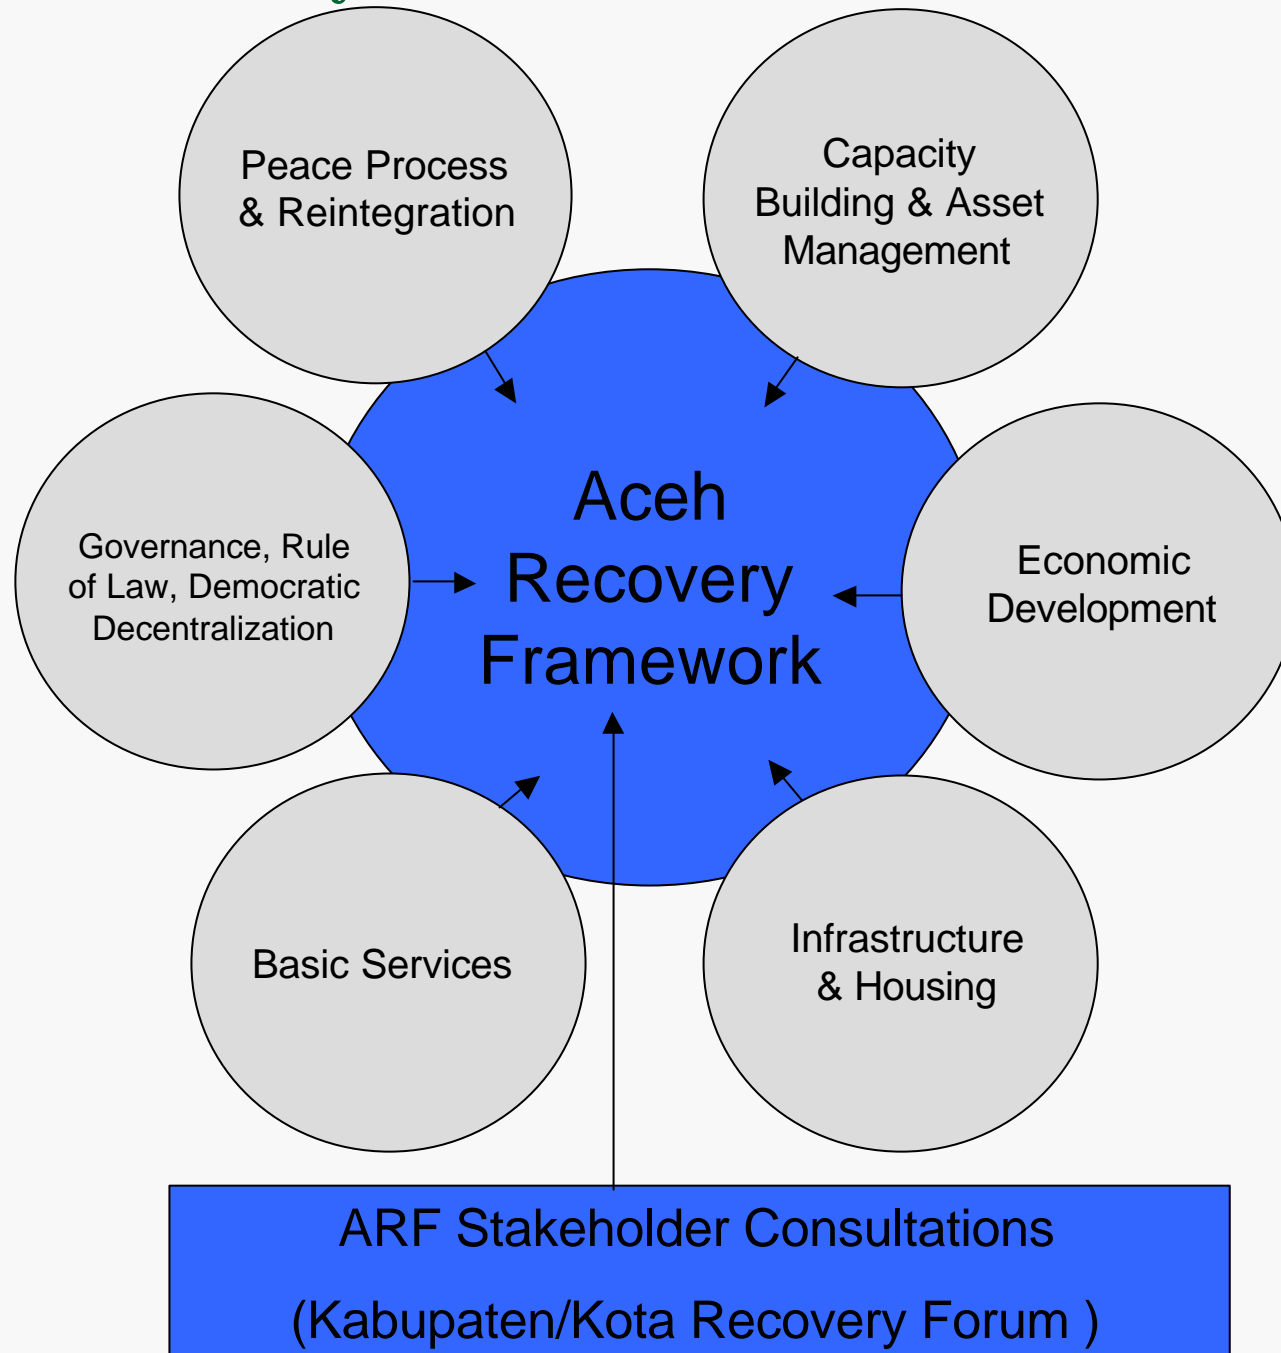 Peace Process
& Reintegration
Capacity
Building & Asset
Management
Governance, Rule
of Law, Democratic
Decentralization
Aceh
Recovery
Framework
Economic
Development
Basic Services
Infrastructure
& Housing
ARF Stakeholder Consultations
(Kabupaten/Kota Recovery Forum )